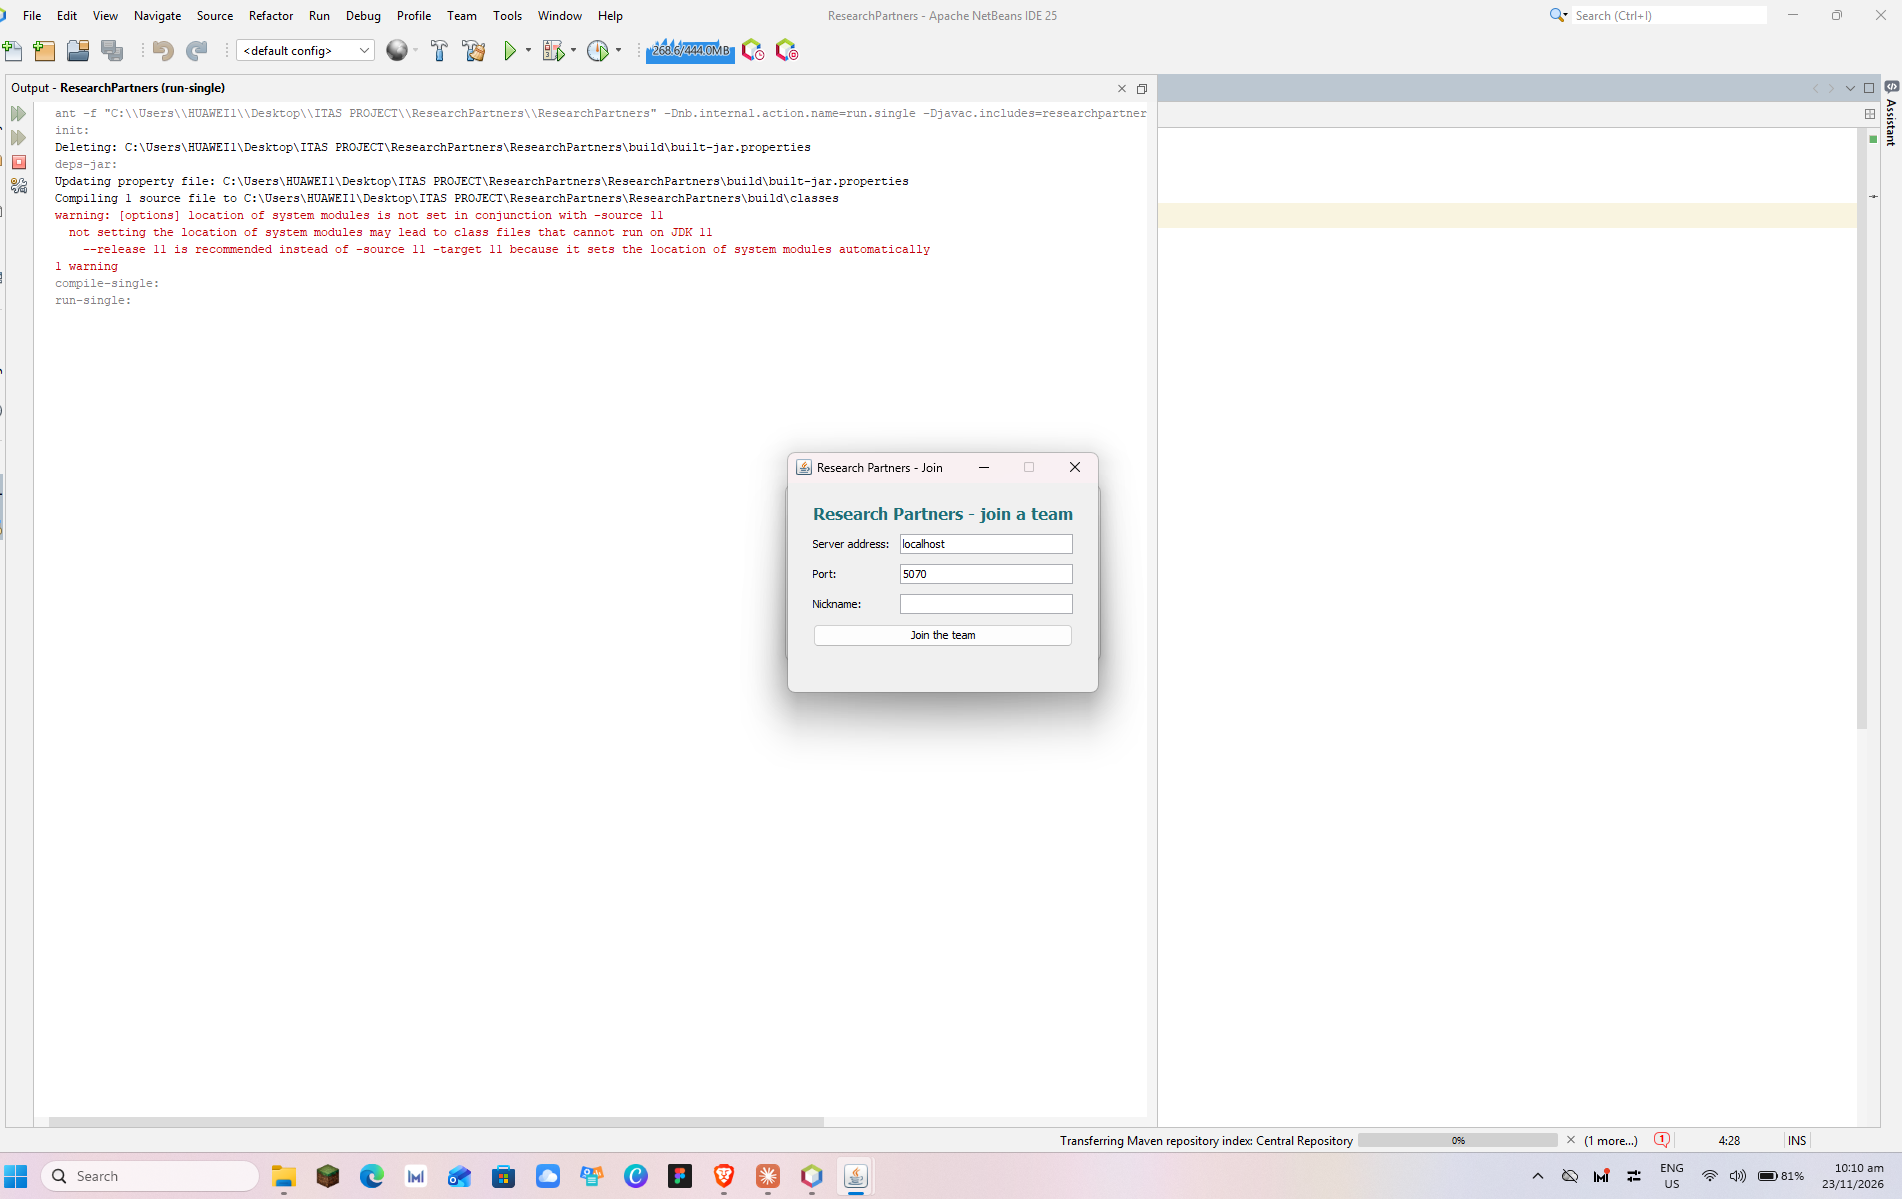 File Edit View Navigate Source Refactor Run Debug Profile Team Tools Window Help
ResearchPartners - Apache NetBeans IDE 25
Search (Ctrl+I)
<default config>
268.6/444.0MB
Output - ResearchPartners (run-single)
Assistant
ant -f "C:\\Users\\HUAWEI1\\Desktop\\ITAS PROJECT\\ResearchPartners\\ResearchPartners" -Dnb.internal.action.name=run.single -Djavac.includes=researchpartner
init:
Deleting: C:\Users\HUAWEI1\Desktop\ITAS PROJECT\ResearchPartners\ResearchPartners\build\built-jar.properties
deps-jar:
Updating property file: C:\Users\HUAWEI1\Desktop\ITAS PROJECT\ResearchPartners\ResearchPartners\build\built-jar.properties
Compiling 1 source file to C:\Users\HUAWEI1\Desktop\ITAS PROJECT\ResearchPartners\ResearchPartners\build\classes
warning: [options] location of system modules is not set in conjunction with -source 11
not setting the location of system modules may lead to class files that cannot run on JDK 11
--release 11 is recommended instead of -source 11 -target 11 because it sets the location of system modules automatically
1 warning
compile-single:
run-single:
Research Partners - Join
Research Partners - join a team
Server address: localhost
Port: 5070
Nickname:
Join the team
Transferring Maven repository index: Central Repository 0% (1 more...) 1 4:28 INS
Search
ENG
US
81%
10:10 am
23/11/2026